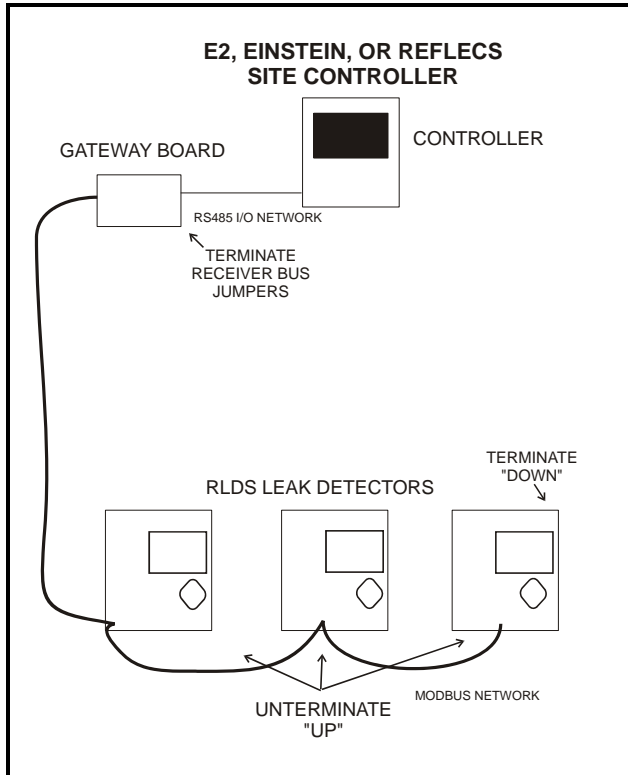 E2, EINSTEIN, OR REFLECS
SITE CONTROLLER
CONTROLLER
GATEWAY BOARD
RS485 I/O NETWORK
TERMINATE
RECEIVER BUS
JUMPERS
TERMINATE
"DOWN"
RLDS LEAK DETECTORS
MODBUS NETWORK
UNTERMINATE
"UP"